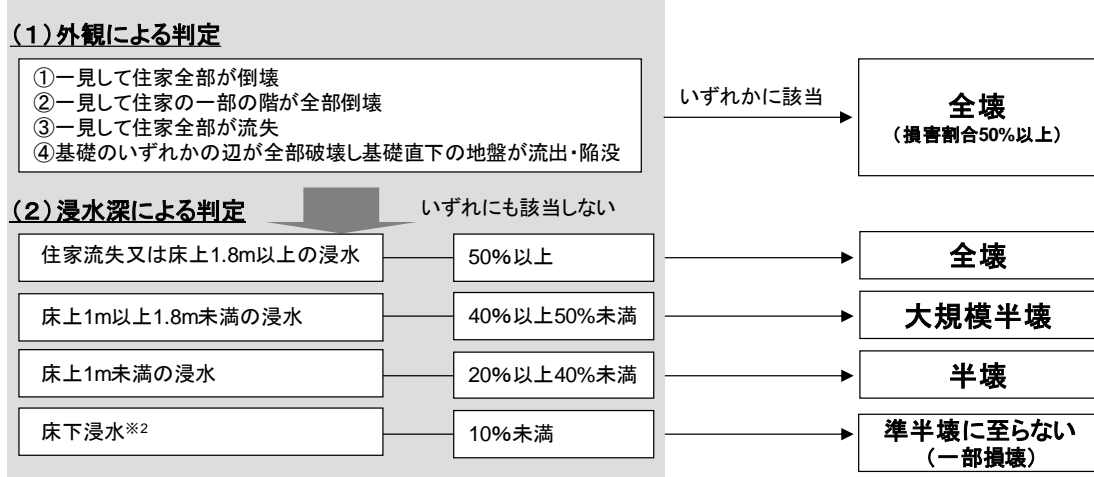 (1)外観による判定
①一見して住家全部が倒壊
②一見して住家の一部の階が全部倒壊
③一見して住家全部が流失
④基礎のいずれかの辺が全部破壊し基礎直下の地盤が流出・陥没
いずれかに該当
全壊
(損害割合50%以上)
(2)浸水深による判定
いずれにも該当しない
住家流失又は床上1.8m以上の浸水
50%以上
全壊
床上1m以上1.8m未満の浸水
40%以上50%未満
大規模半壊
床上1m未満の浸水
20%以上40%未満
半壊
床下浸水※2
10%未満
準半壊に至らない
(一部損壊)